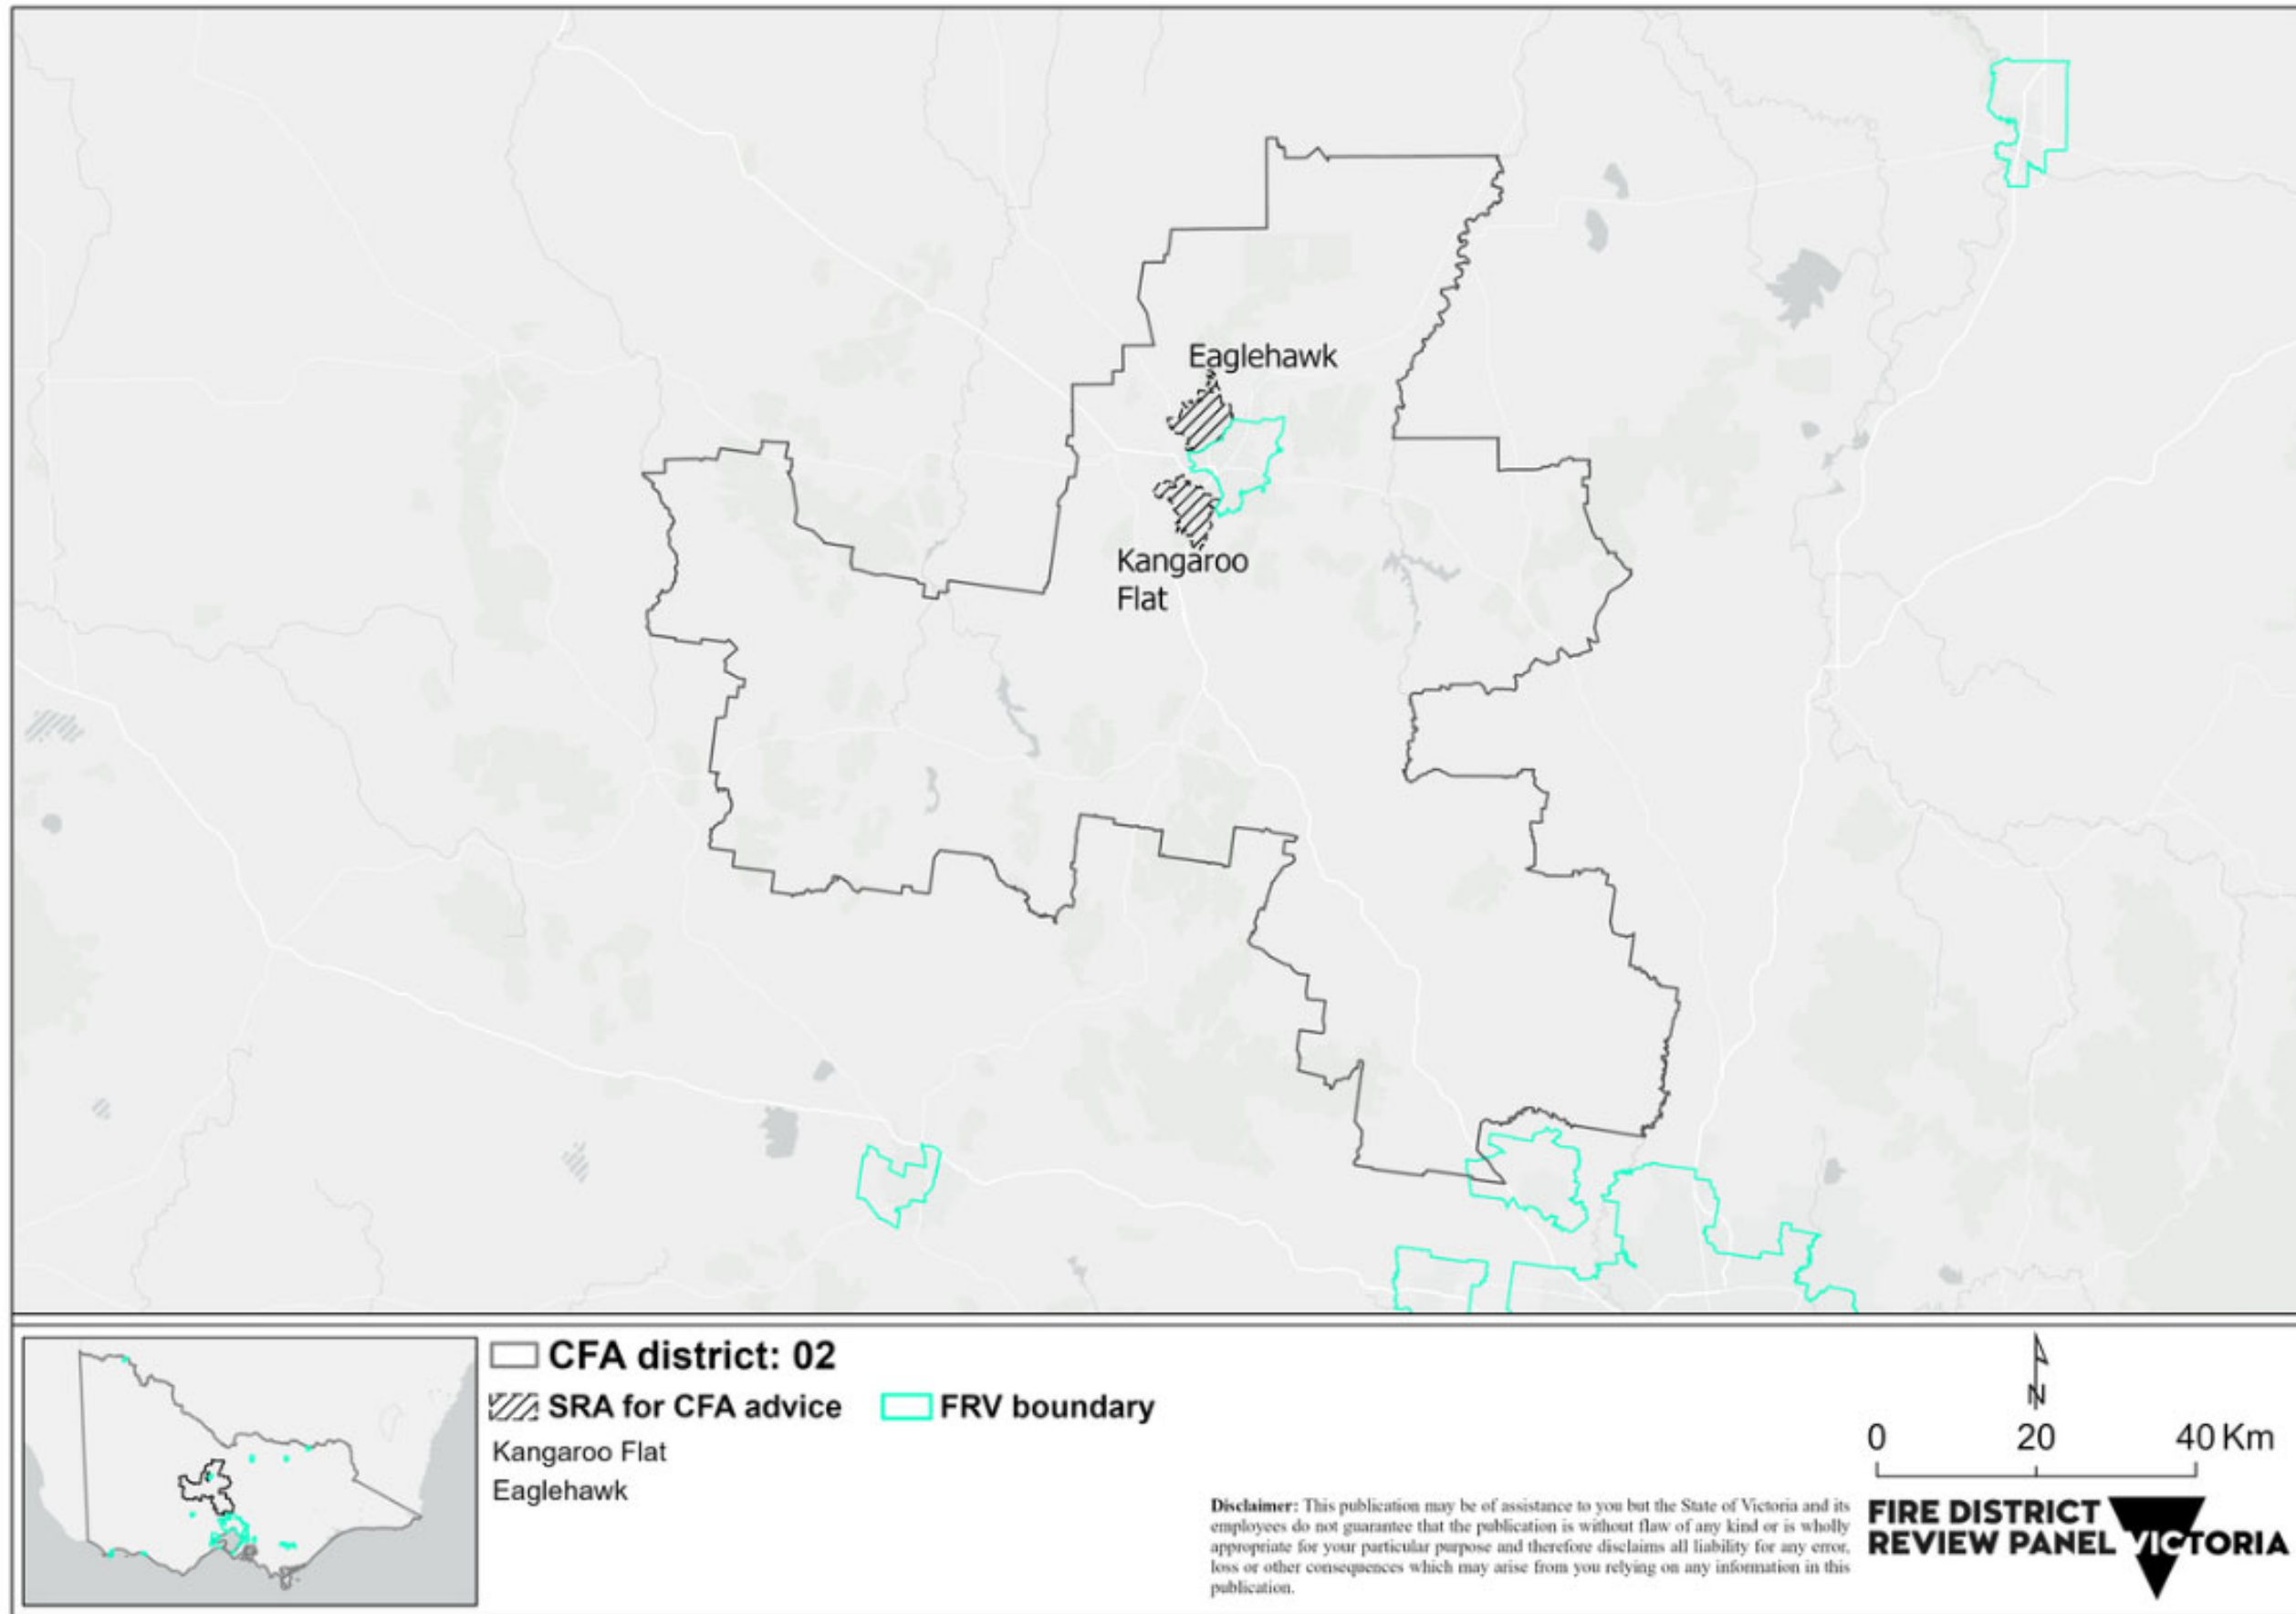 Eaglehawk
Kangaroo
Flat
CFA district: 02
SRA for CFA advice
FRV boundary
Kangaroo Flat
Eaglehawk
N
0 20 40 Km
Disclaimer: This publication may be of assistance to you but the State of Victoria and its
employees do not guarantee that the publication is without flaw of any kind or is wholly
appropriate for your particular purpose and therefore disclaims all liability for any error,
loss or other consequences which may arise from you relying on any information in this
publication.
FIRE DISTRICT
REVIEW PANEL
VICTORIA